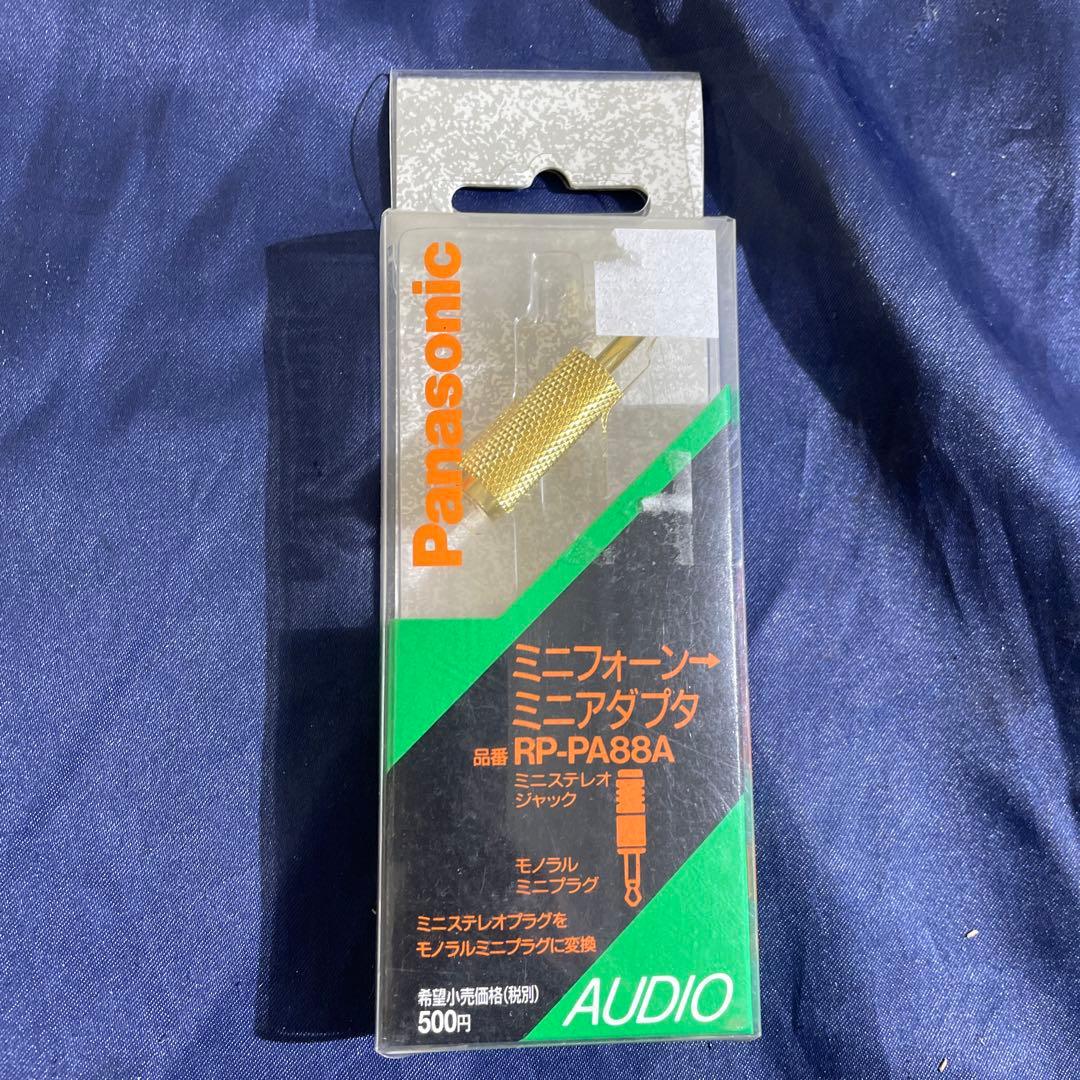 Panasonic
ミニフォーン→
ミニアダプタ
品番 RP-PA88A
ミニステレオ
ジャック
モノラル
ミニプラグ
ミニステレオプラグを
モノラルミニプラグに変換
希望小売価格(税別)
500円
AUDIO